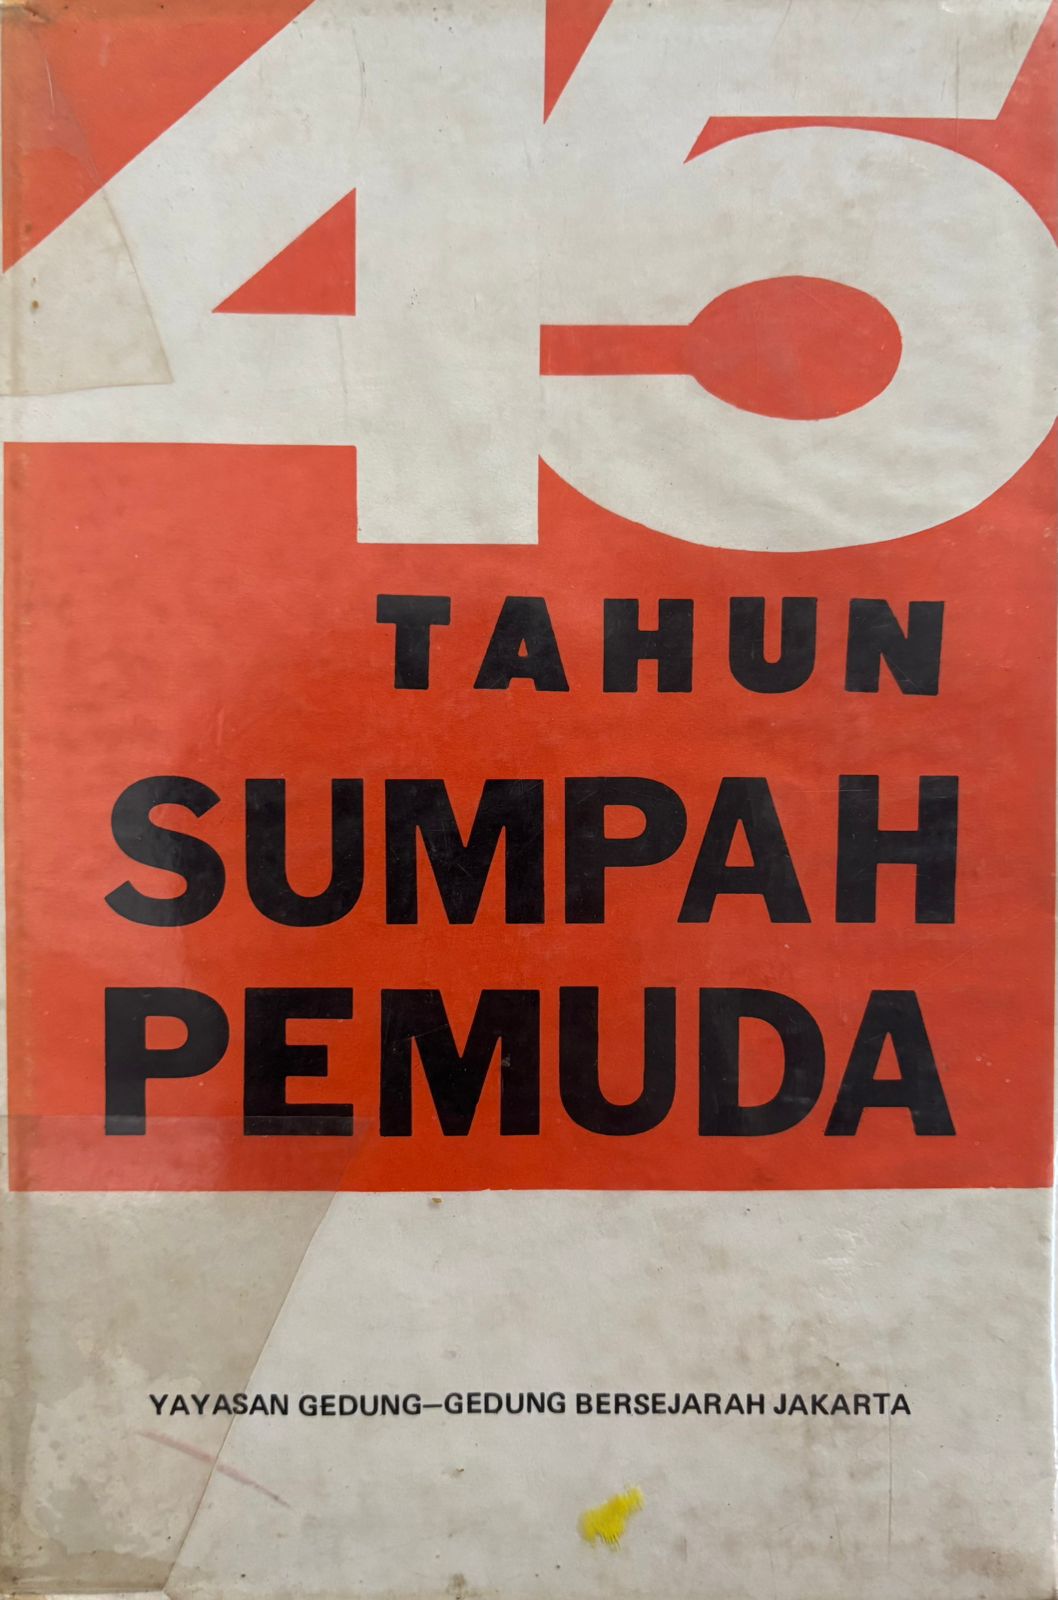 45
TAHUN
SUMPAH
PEMUDA
YAYASAN GEDUNG–GEDUNG BERSEJARAH JAKARTA